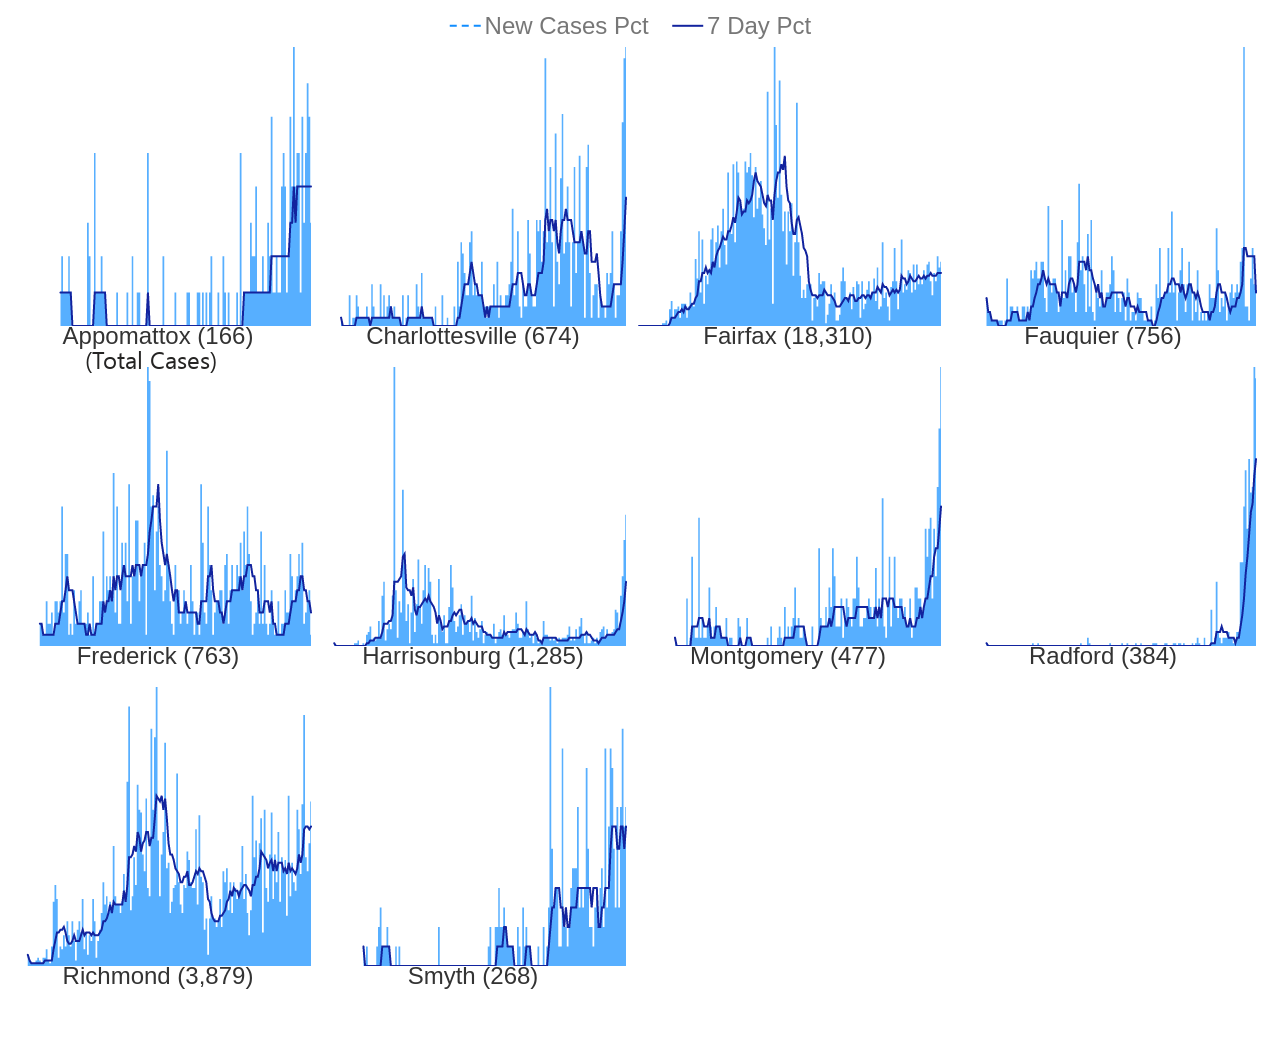 New Cases Pct 7 Day Pct
Appomattox (166)
(Total Cases)
Charlottesville (674)
Fairfax (18,310)
Fauquier (756)
Frederick (763)
Harrisonburg (1,285)
Montgomery (477)
Radford (384)
Richmond (3,879)
Smyth (268)